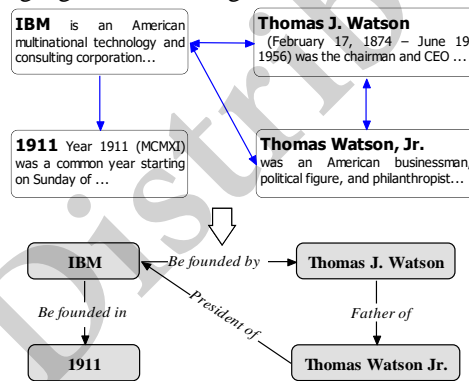 IBM is an American
multinational technology and
consulting corporation...
Thomas J. Watson
(February 17, 1874 – June 19
1956) was the chairman and CEO ...
1911 Year 1911 (MCMXI)
was a common year starting
on Sunday of ...
Thomas Watson, Jr.
was an American businessman,
political figure, and philanthropist...
IBM
Be founded by
Thomas J. Watson
Be founded in
President of
Father of
1911
Thomas Watson Jr.
Distrib